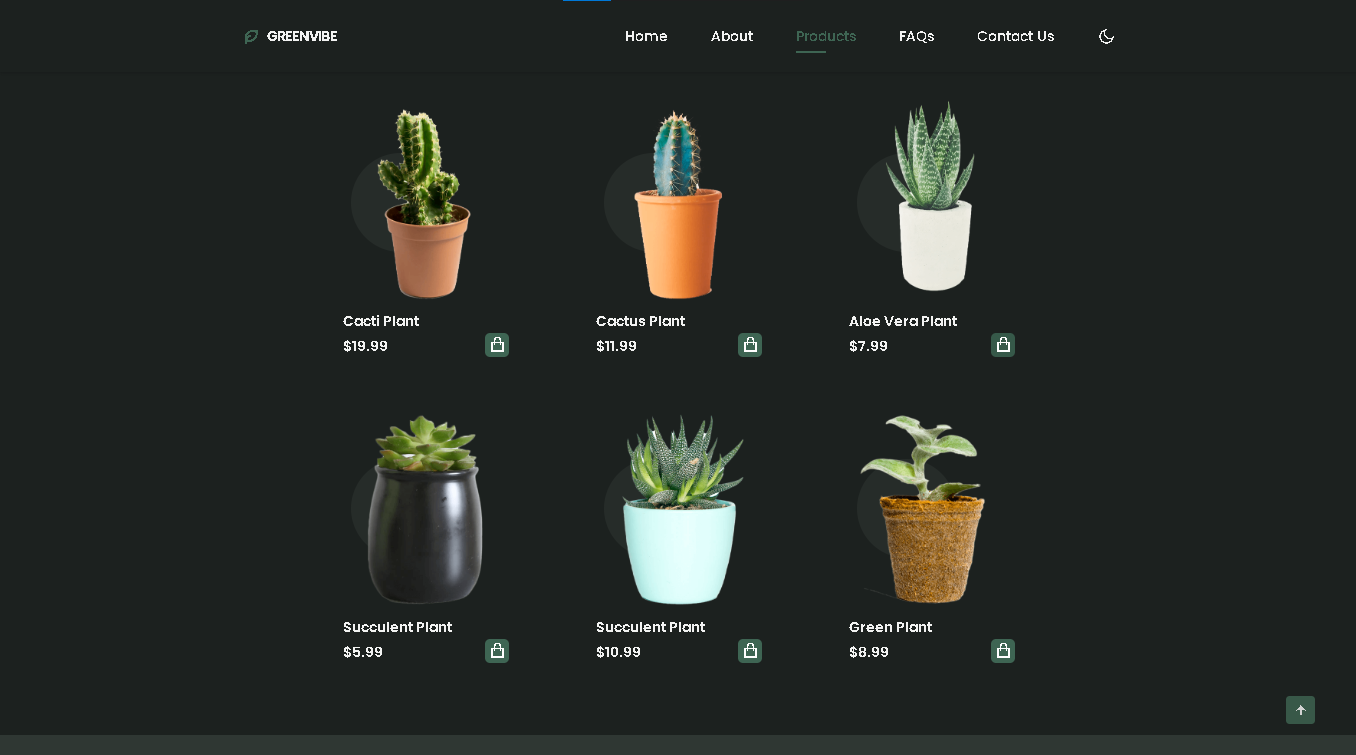 GREENVIBE
Home About Products FAQs Contact Us
Cacti Plant
$19.99
Cactus Plant
$11.99
Aloe Vera Plant
$7.99
Succulent Plant
$5.99
Succulent Plant
$10.99
Green Plant
$8.99